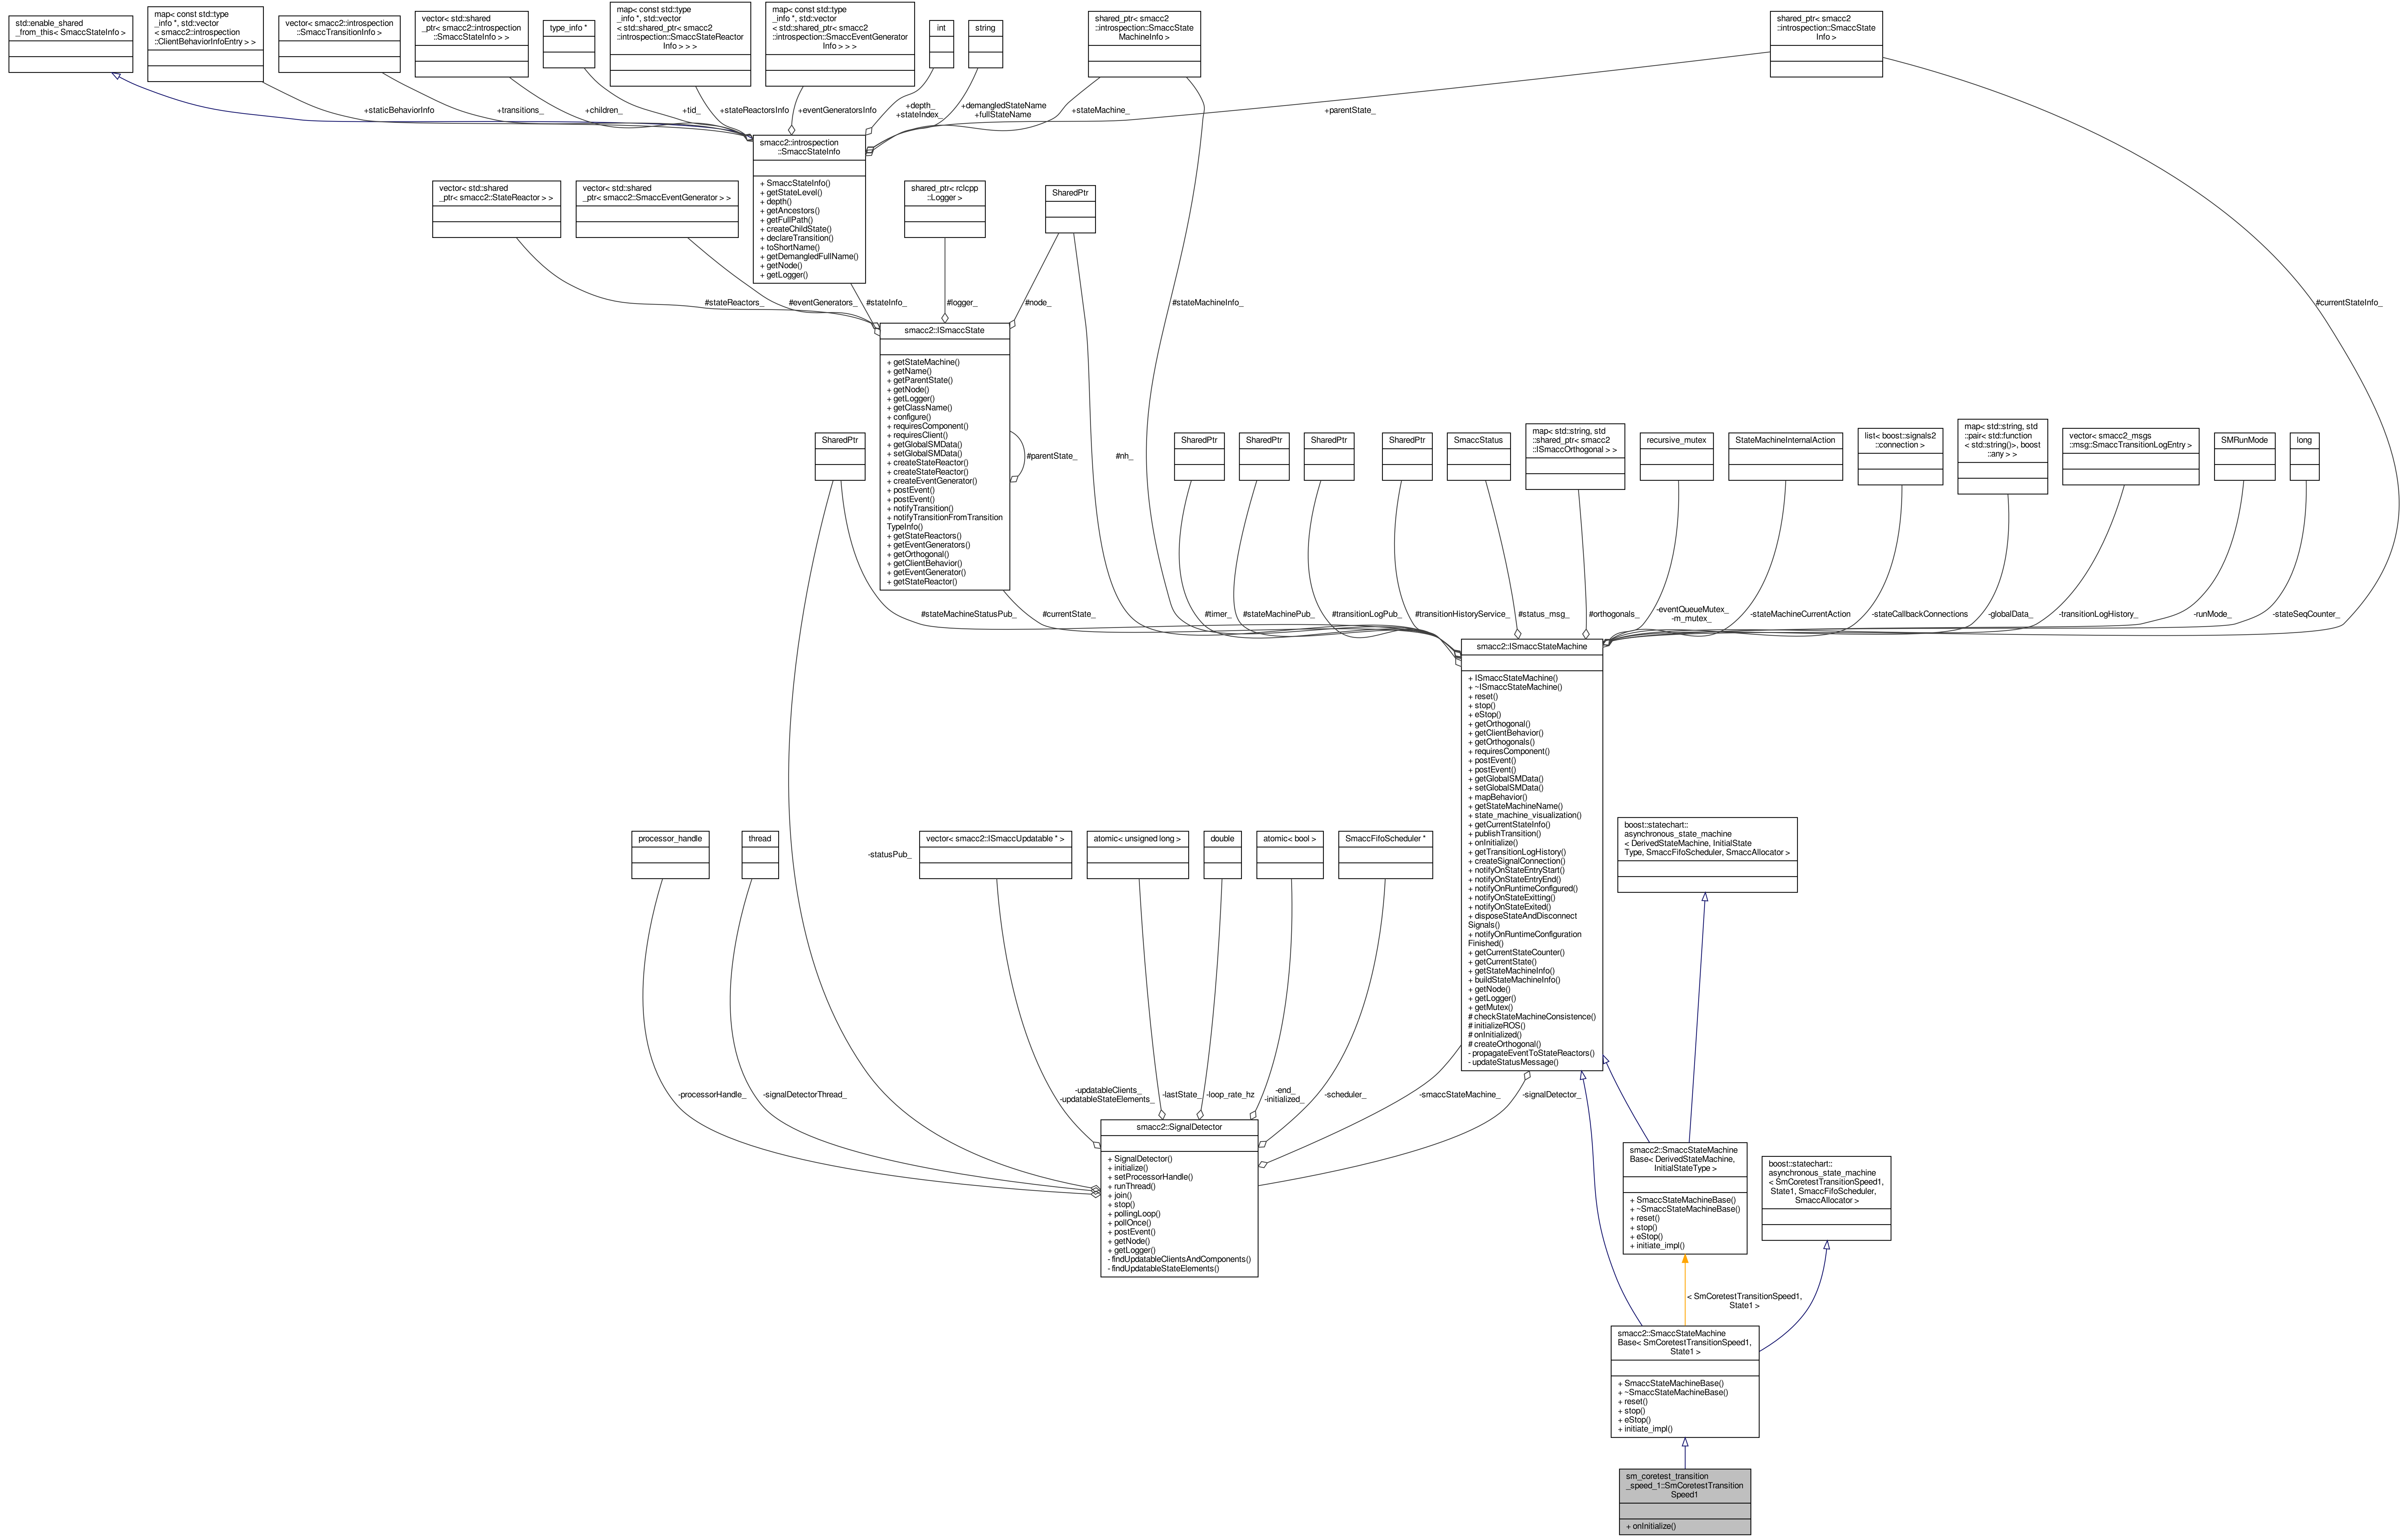 std::enable_shared
_from_this< SmaccStateInfo >
map< const std::type
_info *, std::vector
< smacc2::introspection
::ClientBehaviorInfoEntry > >
vector< smacc2::introspection
::SmaccTransitionInfo >
vector< std::shared
_ptr< smacc2::introspection
::SmaccStateInfo > >
type_info *
map< const std::type
_info *, std::vector
< std::shared_ptr< smacc2
::introspection::SmaccStateReactor
Info > > >
map< const std::type
_info *, std::vector
< std::shared_ptr< smacc2
::introspection::SmaccEventGenerator
Info > > >
int
string
shared_ptr< smacc2
::introspection::SmaccState
MachineInfo >
shared_ptr< smacc2
::introspection::SmaccState
Info >
+staticBehaviorInfo
+transitions_
+children_
+tid_
+stateReactorsInfo
+eventGeneratorsInfo
+depth_
+stateIndex_
+demangledStateName
+fullStateName
+stateMachine_
+parentState_
smacc2::introspection
::SmaccStateInfo
+ SmaccStateInfo()
+ getStateLevel()
+ depth()
+ getAncestors()
+ getFullPath()
+ createChildState()
+ declareTransition()
+ toShortName()
+ getDemangledFullName()
+ getNode()
+ getLogger()
vector< std::shared
_ptr< smacc2::StateReactor > >
vector< std::shared
_ptr< smacc2::SmaccEventGenerator > >
shared_ptr< rclcpp
::Logger >
SharedPtr
#stateReactors_
#eventGenerators_
#stateInfo_
#logger_
#node_
#stateMachineInfo_
#currentStateInfo_
smacc2::ISmaccState
+ getStateMachine()
+ getName()
+ getParentState()
+ getNode()
+ getLogger()
+ getClassName()
+ configure()
+ requiresComponent()
+ requiresClient()
+ getGlobalSMData()
+ setGlobalSMData()
+ createStateReactor()
+ createStateReactor()
+ createEventGenerator()
+ postEvent()
+ postEvent()
+ notifyTransition()
+ notifyTransitionFromTransition
TypeInfo()
+ getStateReactors()
+ getEventGenerators()
+ getOrthogonal()
+ getClientBehavior()
+ getEventGenerator()
+ getStateReactor()
#parentState_
#nh_
SharedPtr
SharedPtr
SharedPtr
SharedPtr
SharedPtr
SmaccStatus
map< std::string, std
::shared_ptr< smacc2
::ISmaccOrthogonal > >
recursive_mutex
StateMachineInternalAction
list< boost::signals2
::connection >
map< std::string, std
::pair< std::function
< std::string()>, boost
::any > >
vector< smacc2_msgs
::msg::SmaccTransitionLogEntry >
SMRunMode
long
#stateMachineStatusPub_
#currentState_
#timer_
#stateMachinePub_
#transitionLogPub_
#transitionHistoryService_
#status_msg_
#orthogonals_
-eventQueueMutex_
-m_mutex_
-stateMachineCurrentAction
-stateCallbackConnections
-globalData_
-transitionLogHistory_
-runMode_
-stateSeqCounter_
smacc2::ISmaccStateMachine
+ ISmaccStateMachine()
+ ~ISmaccStateMachine()
+ reset()
+ stop()
+ eStop()
+ getOrthogonal()
+ getClientBehavior()
+ getOrthogonals()
+ requiresComponent()
+ postEvent()
+ postEvent()
+ getGlobalSMData()
+ setGlobalSMData()
+ mapBehavior()
+ getStateMachineName()
+ state_machine_visualization()
+ getCurrentStateInfo()
+ publishTransition()
+ onInitialize()
+ getTransitionLogHistory()
+ createSignalConnection()
+ notifyOnStateEntryStart()
+ notifyOnStateEntryEnd()
+ notifyOnRuntimeConfigured()
+ notifyOnStateExitting()
+ notifyOnStateExited()
+ disposeStateAndDisconnect
Signals()
+ notifyOnRuntimeConfiguration
Finished()
+ getCurrentStateCounter()
+ getCurrentState()
+ getStateMachineInfo()
+ buildStateMachineInfo()
+ getNode()
+ getLogger()
+ getMutex()
# checkStateMachineConsistence()
# initializeROS()
# onInitialized()
# createOrthogonal()
- propagateEventToStateReactors()
- updateStatusMessage()
processor_handle
thread
-statusPub_
vector< smacc2::ISmaccUpdatable * >
atomic< unsigned long >
double
atomic< bool >
SmaccFifoScheduler *
boost::statechart::
asynchronous_state_machine
< DerivedStateMachine, InitialState
Type, SmaccFifoScheduler, SmaccAllocator >
-processorHandle_
-signalDetectorThread_
-updatableClients_
-updatableStateElements_
-lastState_
-loop_rate_hz
-end_
-initialized_
-scheduler_
-smaccStateMachine_
-signalDetector_
smacc2::SignalDetector
+ SignalDetector()
+ initialize()
+ setProcessorHandle()
+ runThread()
+ join()
+ stop()
+ pollingLoop()
+ pollOnce()
+ postEvent()
+ getNode()
+ getLogger()
- findUpdatableClientsAndComponents()
- findUpdatableStateElements()
smacc2::SmaccStateMachine
Base< DerivedStateMachine,
InitialStateType >
+ SmaccStateMachineBase()
+ ~SmaccStateMachineBase()
+ reset()
+ stop()
+ eStop()
+ initiate_impl()
boost::statechart::
asynchronous_state_machine
< SmCoretestTransitionSpeed1,
State1, SmaccFifoScheduler,
SmaccAllocator >
< SmCoretestTransitionSpeed1,
State1 >
smacc2::SmaccStateMachine
Base< SmCoretestTransitionSpeed1,
State1 >
+ SmaccStateMachineBase()
+ ~SmaccStateMachineBase()
+ reset()
+ stop()
+ eStop()
+ initiate_impl()
sm_coretest_transition
_speed_1::SmCoretestTransition
Speed1
+ onInitialize()